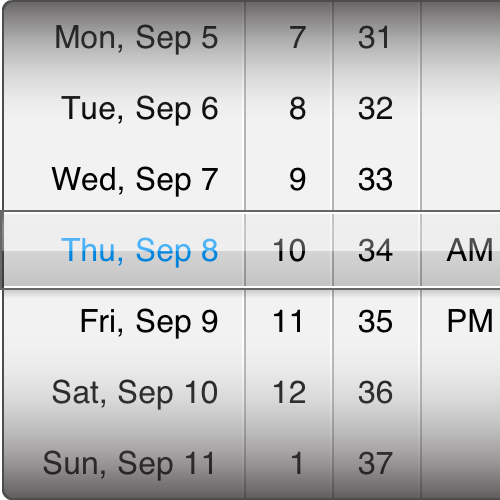 Mon, Sep 5 7 31
Tue, Sep 6 8 32
Wed, Sep 7 9 33
Thu, Sep 8 10 34 AM
Fri, Sep 9 11 35 PM
Sat, Sep 10 12 36
Sun, Sep 11 1 37